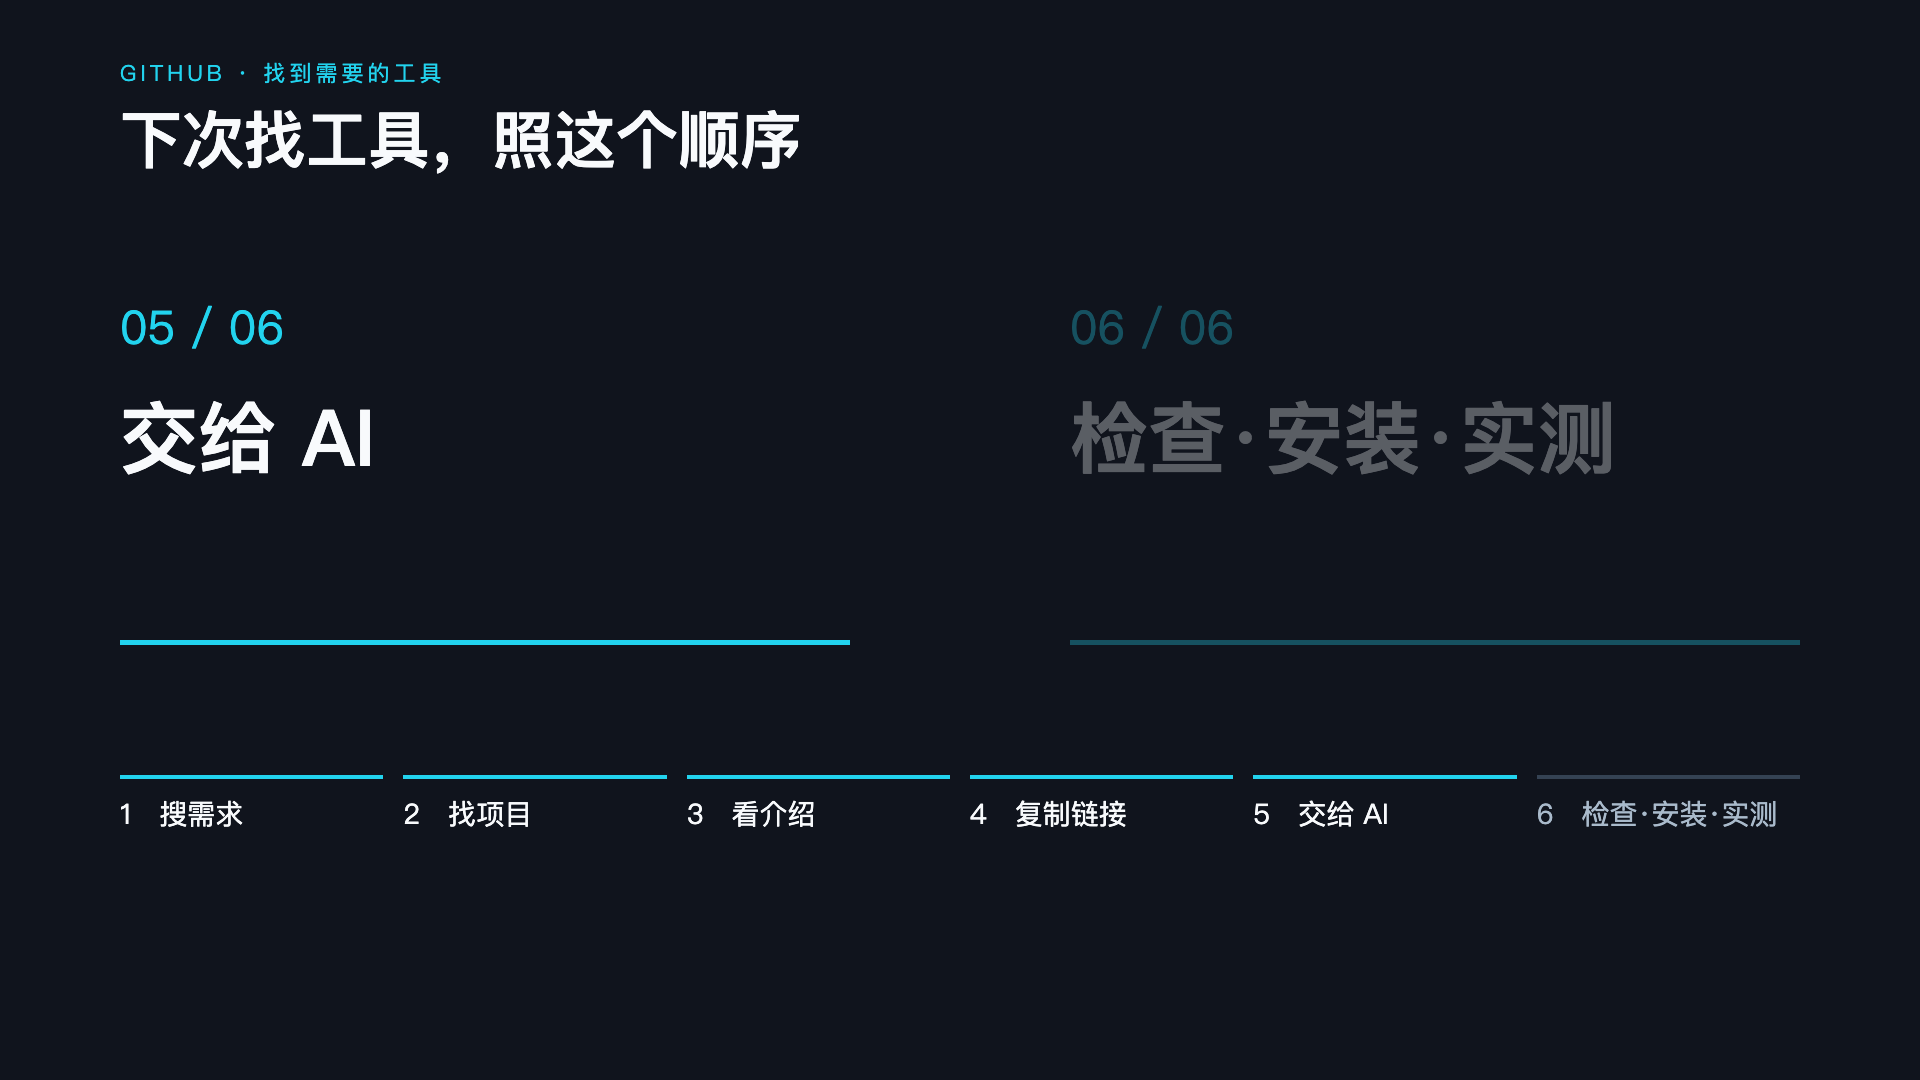 GITHUB · 找到需要的工具
下次找工具，照这个顺序
05 / 06
交给 AI
06 / 06
检查·安装·实测
1 搜需求
2 找项目
3 看介绍
4 复制链接
5 交给 AI
6 检查·安装·实测